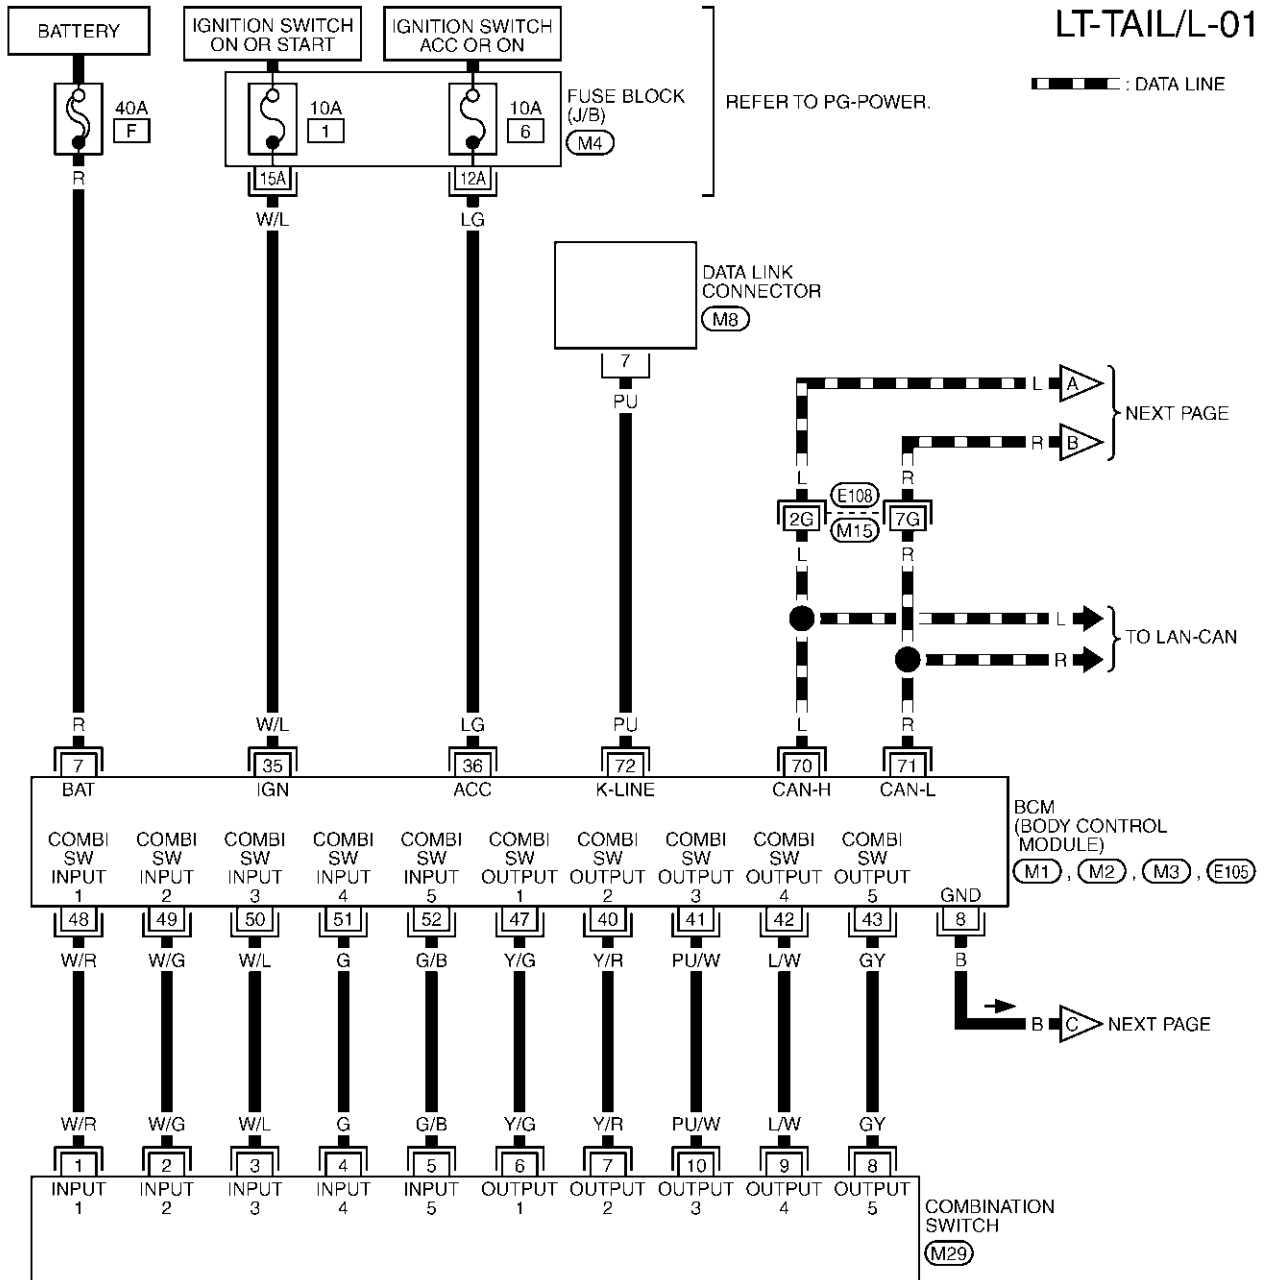 LT-TAIL/L-01
BATTERY
IGNITION SWITCH
ON OR START
IGNITION SWITCH
ACC OR ON
: DATA LINE
40A
F
10A
1
10A
6
FUSE BLOCK
(J/B)
M4
REFER TO PG-POWER.
R
15A
12A
W/L
LG
DATA LINK
CONNECTOR
M8
7
PU
L
A
R
B
NEXT PAGE
L
R
E108
2G
7G
M15
L
R
L
R
TO LAN-CAN
R
W/L
LG
PU
L
R
7
35
36
72
70
71
BAT
IGN
ACC
K-LINE
CAN-H
CAN-L
BCM
(BODY CONTROL
MODULE)
M1 , M2 , M3 , E105
COMBI
SW
INPUT
1
COMBI
SW
INPUT
2
COMBI
SW
INPUT
3
COMBI
SW
INPUT
4
COMBI
SW
INPUT
5
COMBI
SW
OUTPUT
1
COMBI
SW
OUTPUT
2
COMBI
SW
OUTPUT
3
COMBI
SW
OUTPUT
4
COMBI
SW
OUTPUT
5
GND
48
49
50
51
52
47
40
41
42
43
8
W/R
W/G
W/L
G
G/B
Y/G
Y/R
PU/W
L/W
GY
B
B
C
NEXT PAGE
W/R
W/G
W/L
G
G/B
Y/G
Y/R
PU/W
L/W
GY
1
2
3
4
5
6
7
10
9
8
INPUT
1
INPUT
2
INPUT
3
INPUT
4
INPUT
5
OUTPUT
1
OUTPUT
2
OUTPUT
3
OUTPUT
4
OUTPUT
5
COMBINATION
SWITCH
M29